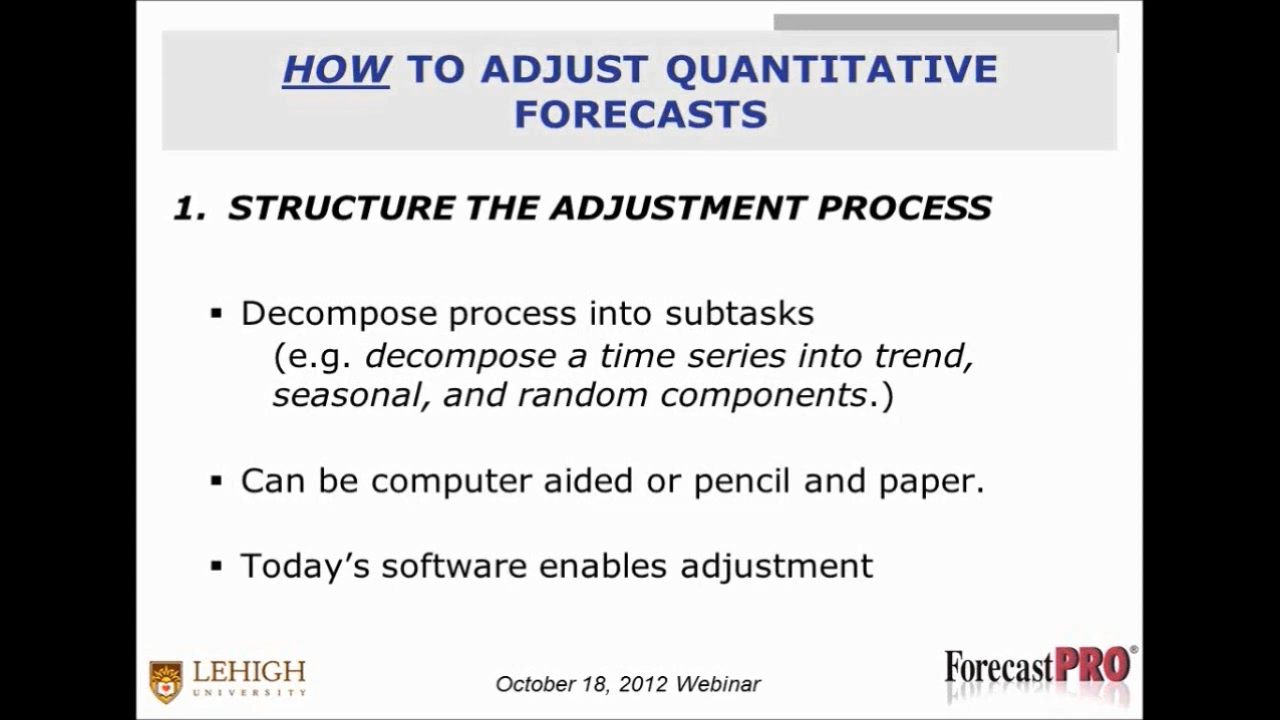 HOW TO ADJUST QUANTITATIVE
FORECASTS
1. STRUCTURE THE ADJUSTMENT PROCESS
▪ Decompose process into subtasks
(e.g. decompose a time series into trend,
seasonal, and random components.)
▪ Can be computer aided or pencil and paper.
▪ Today's software enables adjustment
LEHIGH
UNIVERSITY
October 18, 2012 Webinar
ForecastPRO®